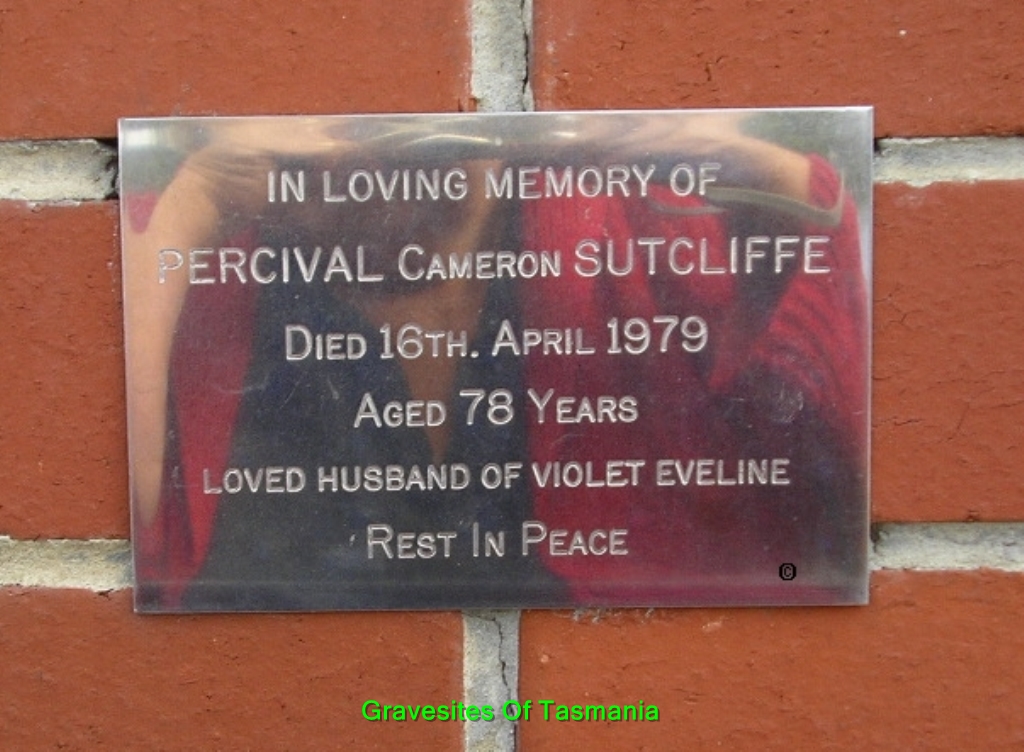 IN LOVING MEMORY OF
PERCIVAL CAMERON SUTCLIFFE
DIED 16TH. APRIL 1979
AGED 78 YEARS
LOVED HUSBAND OF VIOLET EVELINE
REST IN PEACE
©
Gravesites Of Tasmania